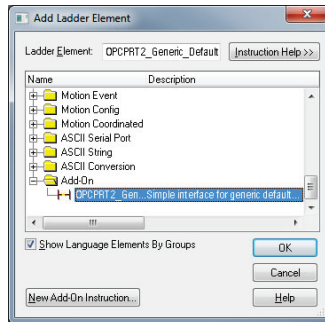 Add Ladder Element
Ladder Element: OPCPRT2_Generic_Default
Instruction Help >>
Name Description
Motion Event
Motion Config
Motion Coordinated
ASCII Serial Port
ASCII String
ASCII Conversion
Add-On
OPCPRT2_Gen...Simple interface for generic default...
Show Language Elements By Groups
OK
Cancel
New Add-On Instruction...
Help